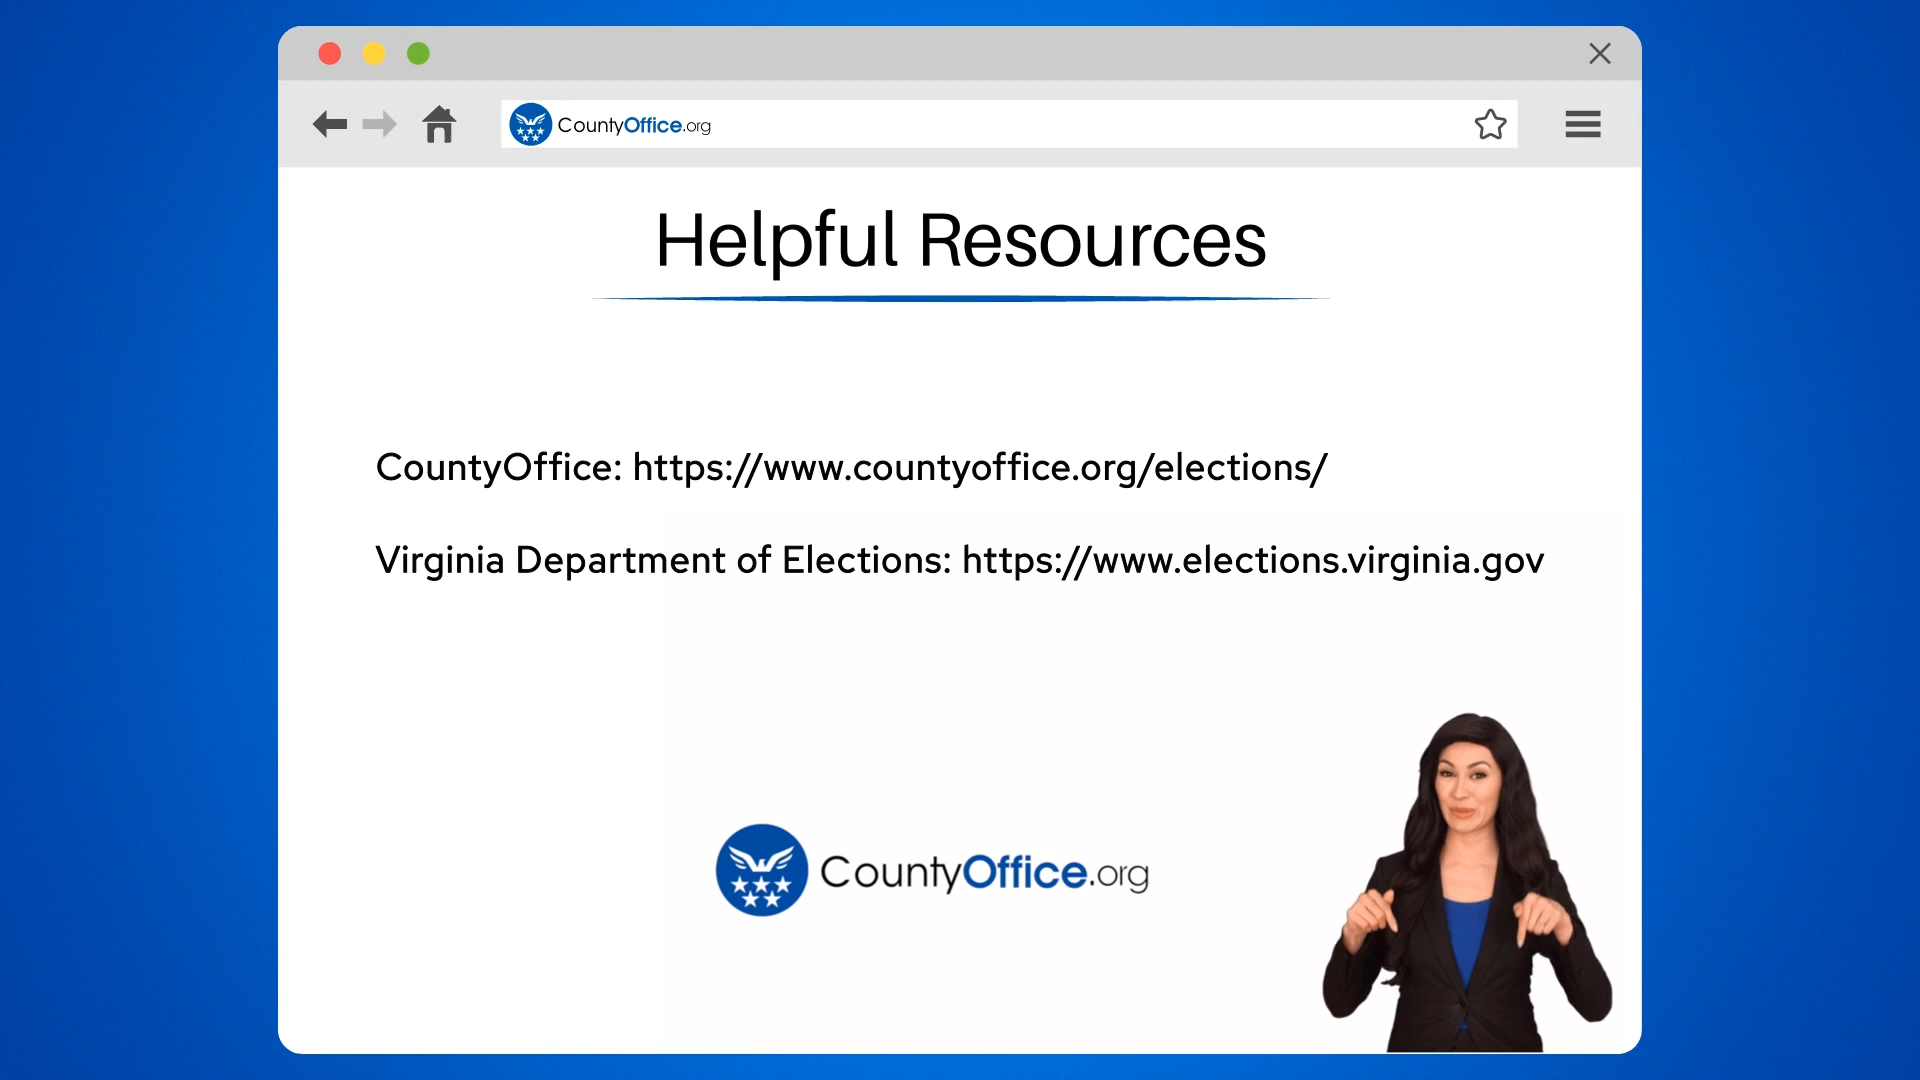 CountyOffice.org
Helpful Resources
CountyOffice: https://www.countyoffice.org/elections/
Virginia Department of Elections: https://www.elections.virginia.gov
CountyOffice.org